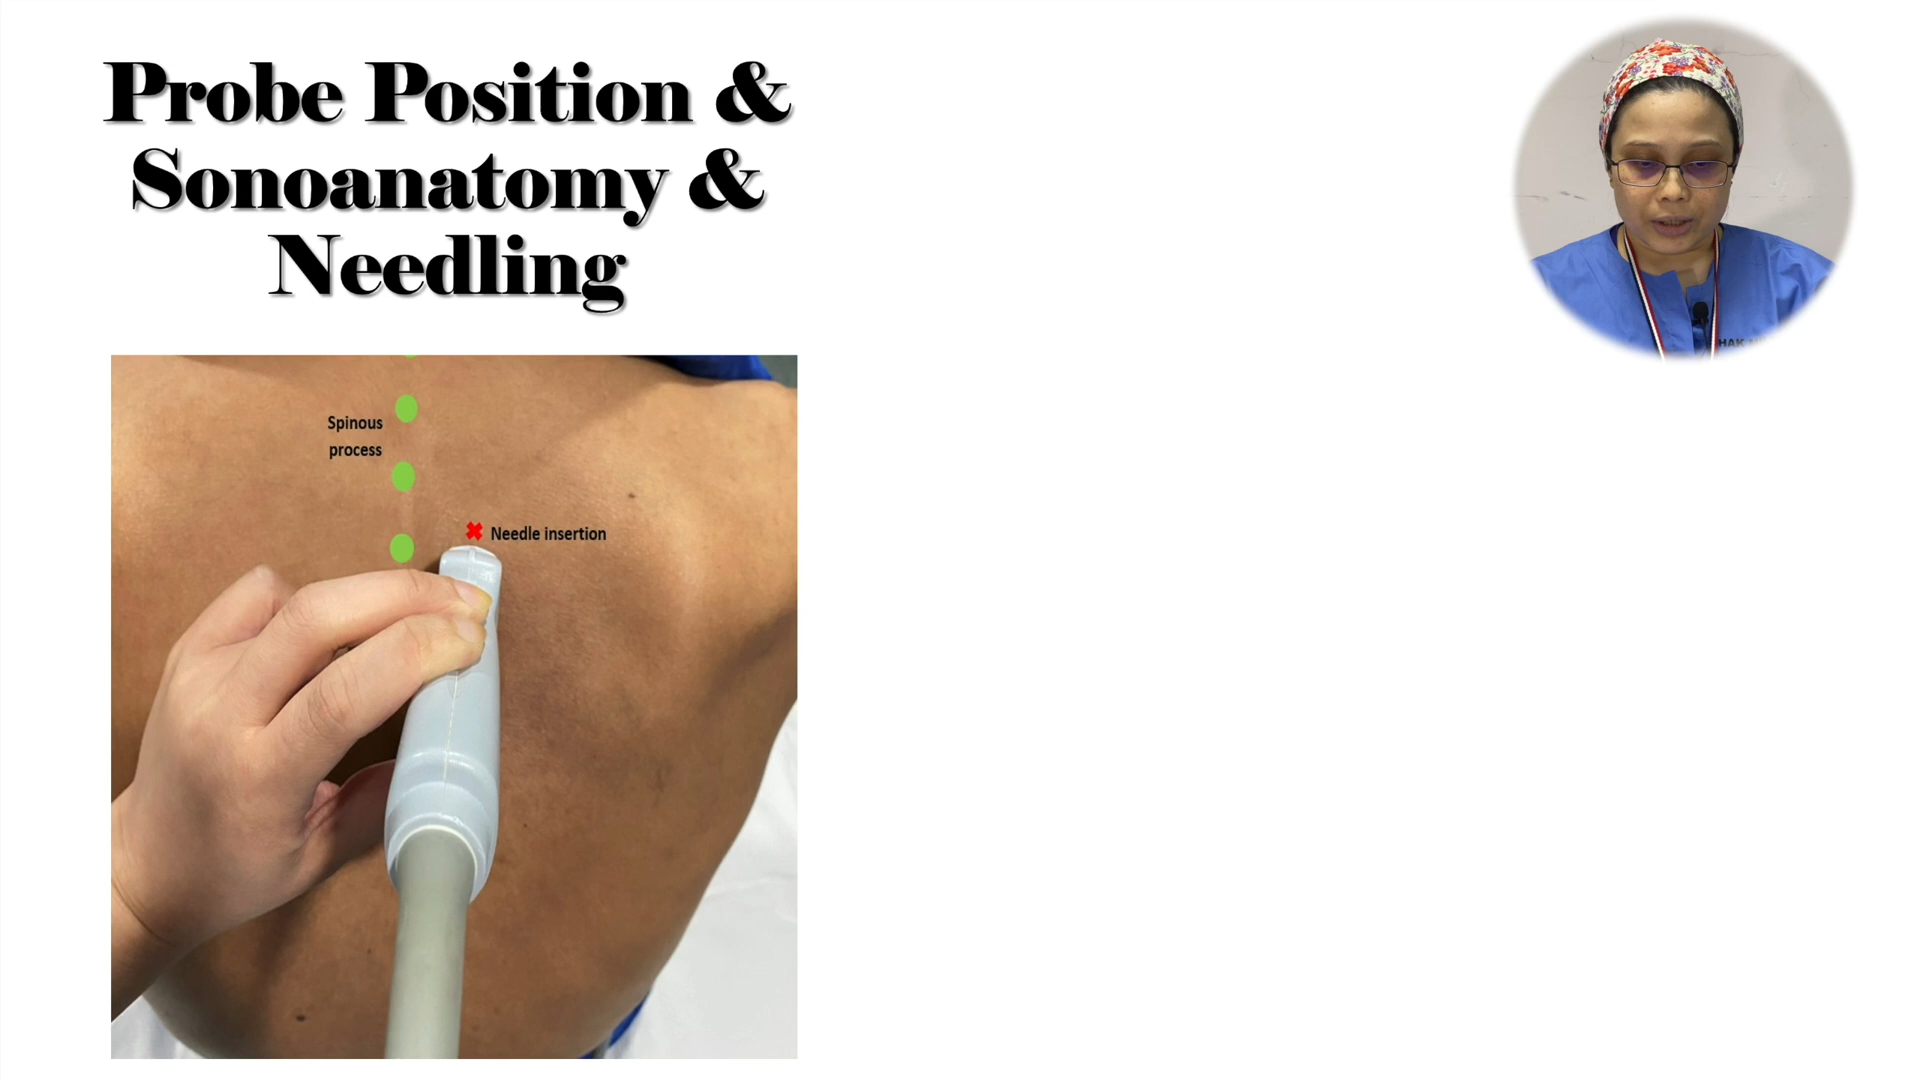 Probe Position &
Sonoanatomy &
Needling
Spinous
process
Needle insertion